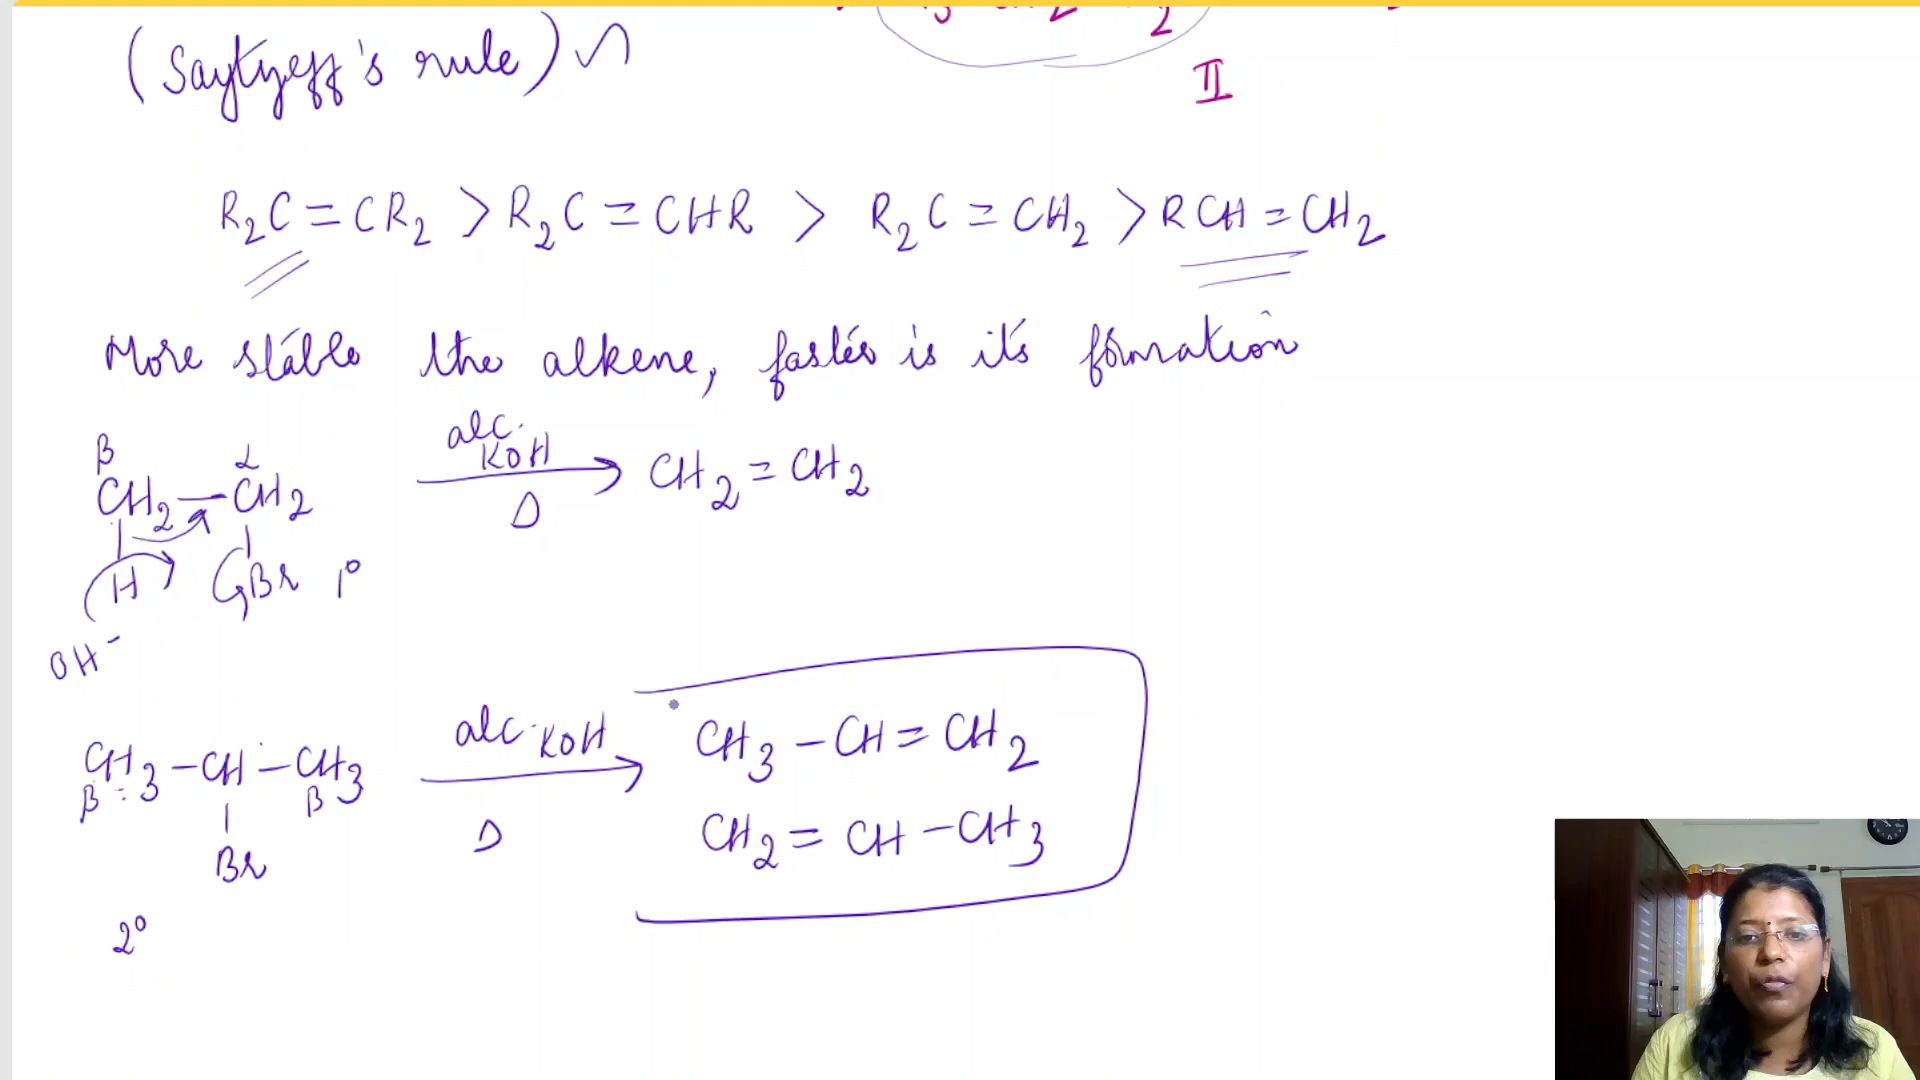 (Saytzeff's rule)
II
R₂C = CR₂ > R₂C = CHR > R₂C = CH₂ > RCH = CH₂
More stable the alkene, faster is its formation
β α
CH₂ – CH₂ alc. KOH Δ → CH₂ = CH₂
H Br 1°
OH⁻
CH₃ – CH – CH₃ alc. KOH Δ → CH₃ – CH = CH₂
β β
Br
CH₂ = CH – CH₃
2°